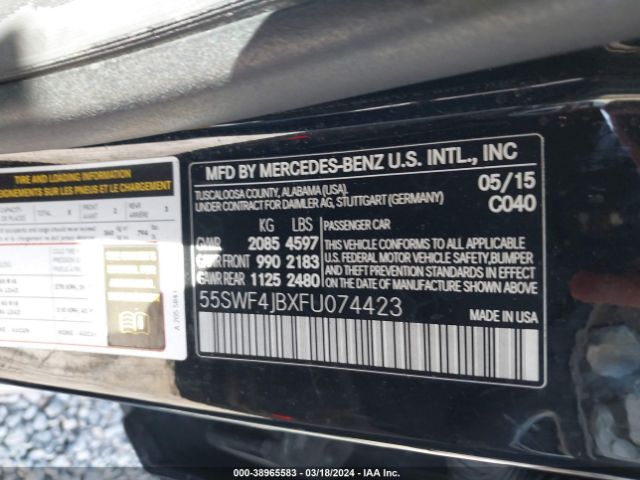 TIRE AND LOADING INFORMATION
SEIGNEMENTS SUR LES PNEUS ET LE CHARGEMENT
MFD BY MERCEDES-BENZ U.S. INTL., INC
TUSCALOOSA COUNTY, ALABAMA (USA).
UNDER CONTRACT FOR DAIMLER AG, STUTTGART (GERMANY)
05/15
C040
KG LBS
GVWR 2085 4597
GAWR FRONT 990 2183
GAWR REAR 1125 2480
PASSENGER CAR
THIS VEHICLE CONFORMS TO ALL APPLICABLE
U.S. FEDERAL MOTOR VEHICLE SAFETY, BUMPER
AND THEFT PREVENTION STANDARDS IN EFFECT
ON THE DATE OF MANUFACTURE SHOWN ABOVE.
55SWF4JBXFU074423
MADE IN USA
000-38965583 / 03/18/2024 - IAA Inc.